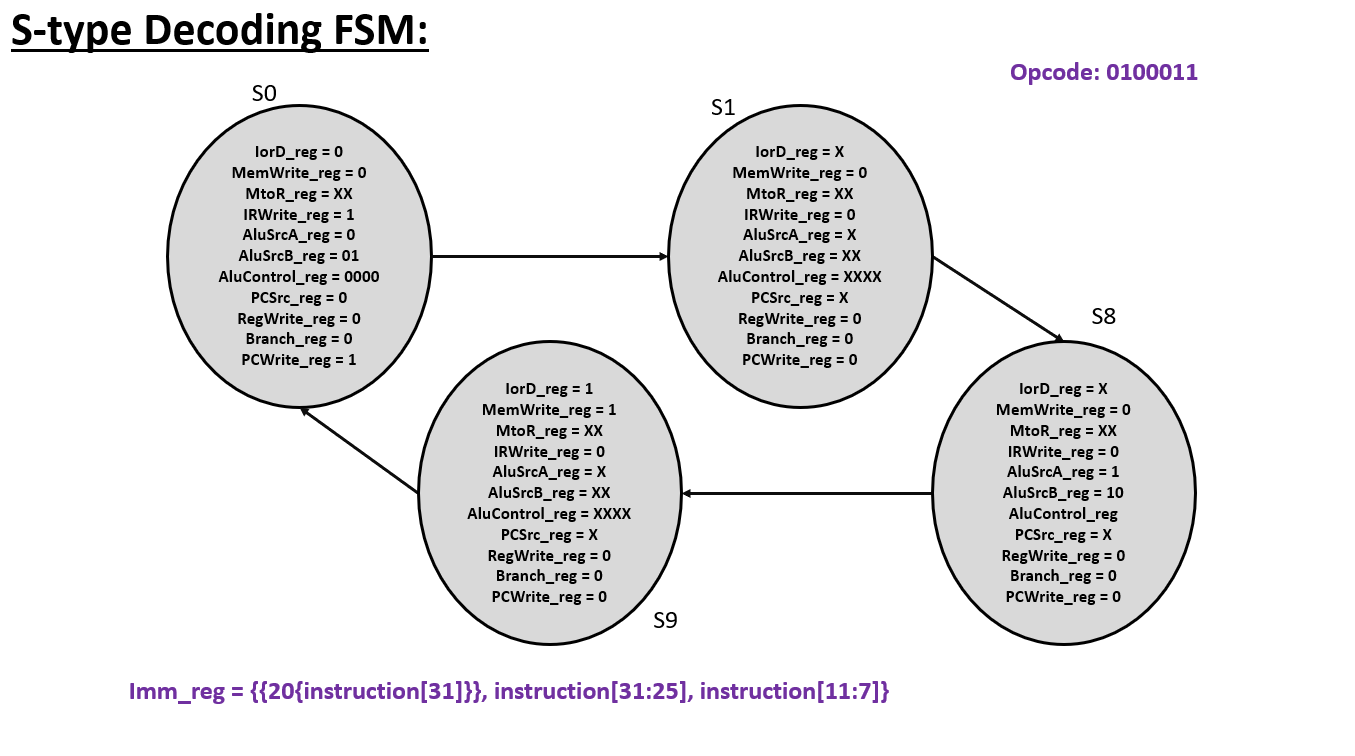 S-type Decoding FSM:
Opcode: 0100011
S0
IorD_reg = 0
MemWrite_reg = 0
MtoR_reg = XX
IRWrite_reg = 1
AluSrcA_reg = 0
AluSrcB_reg = 01
AluControl_reg = 0000
PCSrc_reg = 0
RegWrite_reg = 0
Branch_reg = 0
PCWrite_reg = 1
S1
IorD_reg = X
MemWrite_reg = 0
MtoR_reg = XX
IRWrite_reg = 0
AluSrcA_reg = X
AluSrcB_reg = XX
AluControl_reg = XXXX
PCSrc_reg = X
RegWrite_reg = 0
Branch_reg = 0
PCWrite_reg = 0
S8
IorD_reg = X
MemWrite_reg = 0
MtoR_reg = XX
IRWrite_reg = 0
AluSrcA_reg = 1
AluSrcB_reg = 10
AluControl_reg
PCSrc_reg = X
RegWrite_reg = 0
Branch_reg = 0
PCWrite_reg = 0
IorD_reg = 1
MemWrite_reg = 1
MtoR_reg = XX
IRWrite_reg = 0
AluSrcA_reg = X
AluSrcB_reg = XX
AluControl_reg = XXXX
PCSrc_reg = X
RegWrite_reg = 0
Branch_reg = 0
PCWrite_reg = 0
S9
Imm_reg = {{20{instruction[31]}}, instruction[31:25], instruction[11:7]}